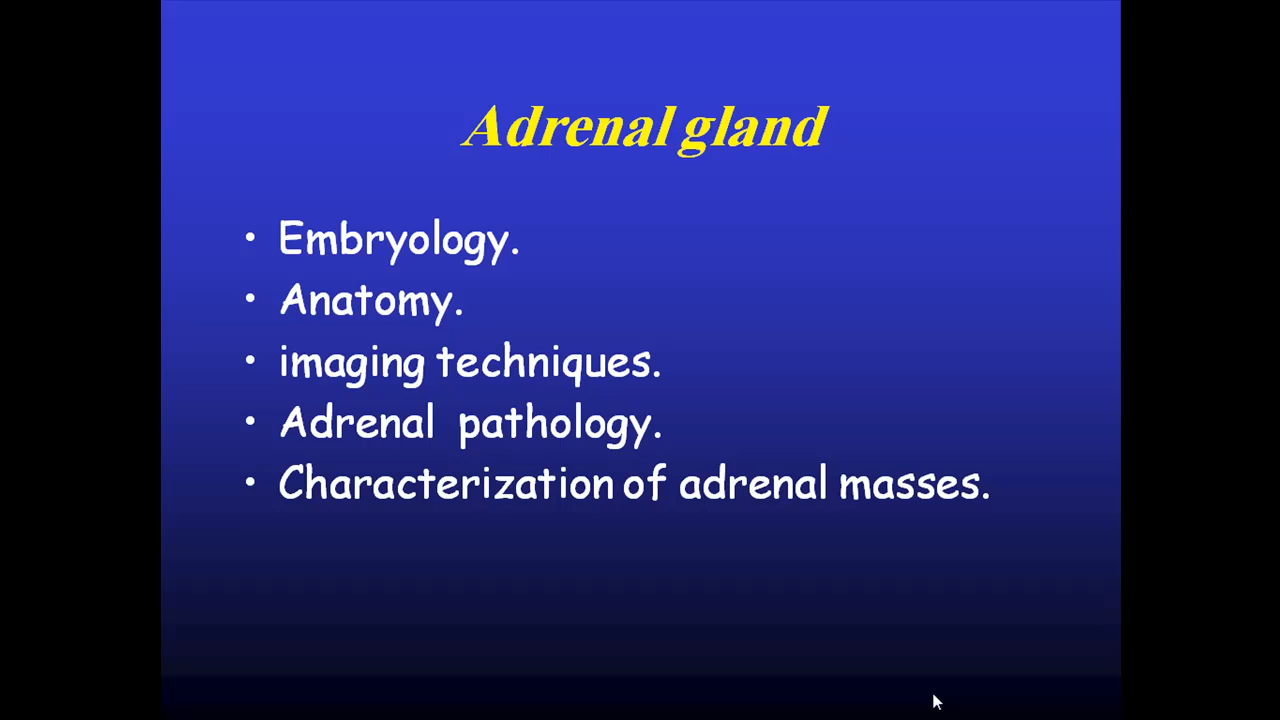 Adrenal gland
• Embryology.
• Anatomy.
• imaging techniques.
• Adrenal pathology.
• Characterization of adrenal masses.